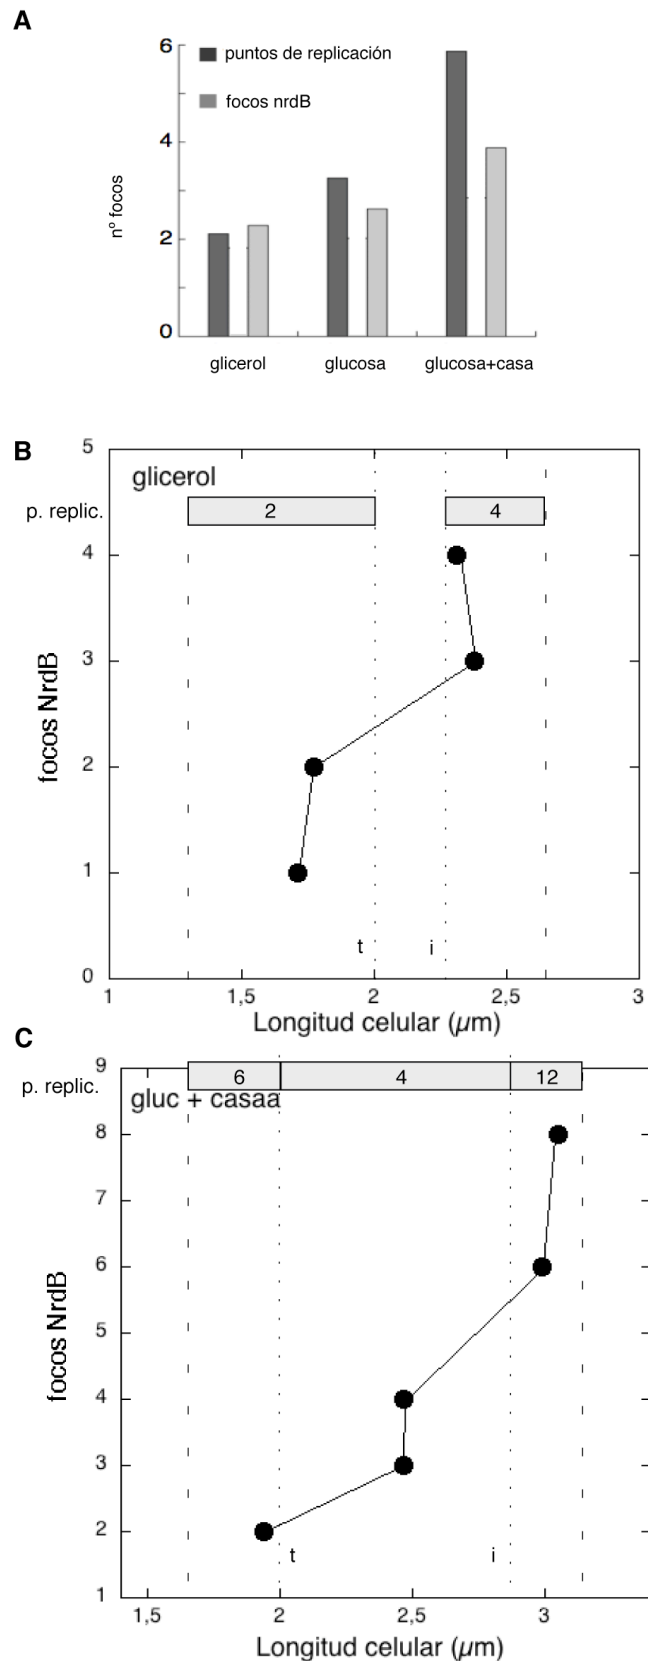 A
6
4
2
0
nº focos
puntos de replicación
focos nrdB
glicerol glucosa glucosa+casa
B
5
4
3
2
1
0
focos NrdB
glicerol
p. replic. 2 4
t i
1 1,5 2 2,5 3
Longitud celular (µm)
C
9
8
7
6
5
4
3
2
1
focos NrdB
p. replic. 6 4 12
gluc + casaa
t i
1,5 2 2,5 3
Longitud celular (µm)